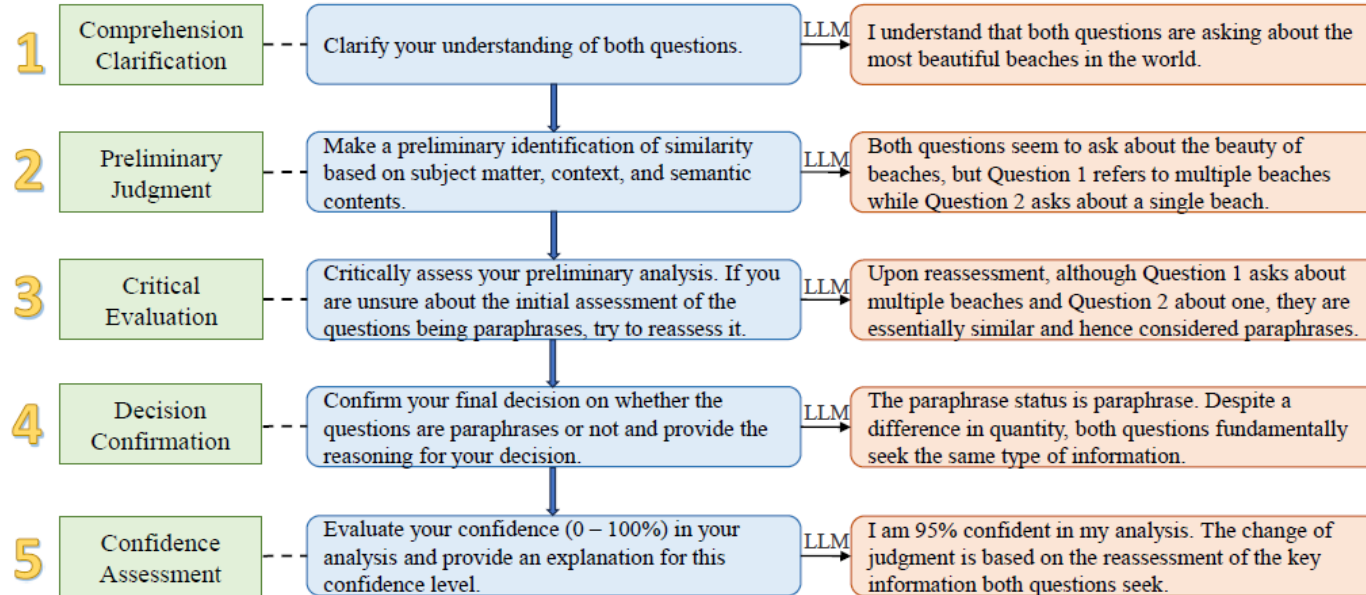 1
Comprehension
Clarification
Clarify your understanding of both questions.
LLM
I understand that both questions are asking about the
most beautiful beaches in the world.
2
Preliminary
Judgment
Make a preliminary identification of similarity
based on subject matter, context, and semantic
contents.
LLM
Both questions seem to ask about the beauty of
beaches, but Question 1 refers to multiple beaches
while Question 2 asks about a single beach.
3
Critical
Evaluation
Critically assess your preliminary analysis. If you
are unsure about the initial assessment of the
questions being paraphrases, try to reassess it.
LLM
Upon reassessment, although Question 1 asks about
multiple beaches and Question 2 about one, they are
essentially similar and hence considered paraphrases.
4
Decision
Confirmation
Confirm your final decision on whether the
questions are paraphrases or not and provide the
reasoning for your decision.
LLM
The paraphrase status is paraphrase. Despite a
difference in quantity, both questions fundamentally
seek the same type of information.
5
Confidence
Assessment
Evaluate your confidence (0 – 100%) in your
analysis and provide an explanation for this
confidence level.
LLM
I am 95% confident in my analysis. The change of
judgment is based on the reassessment of the key
information both questions seek.